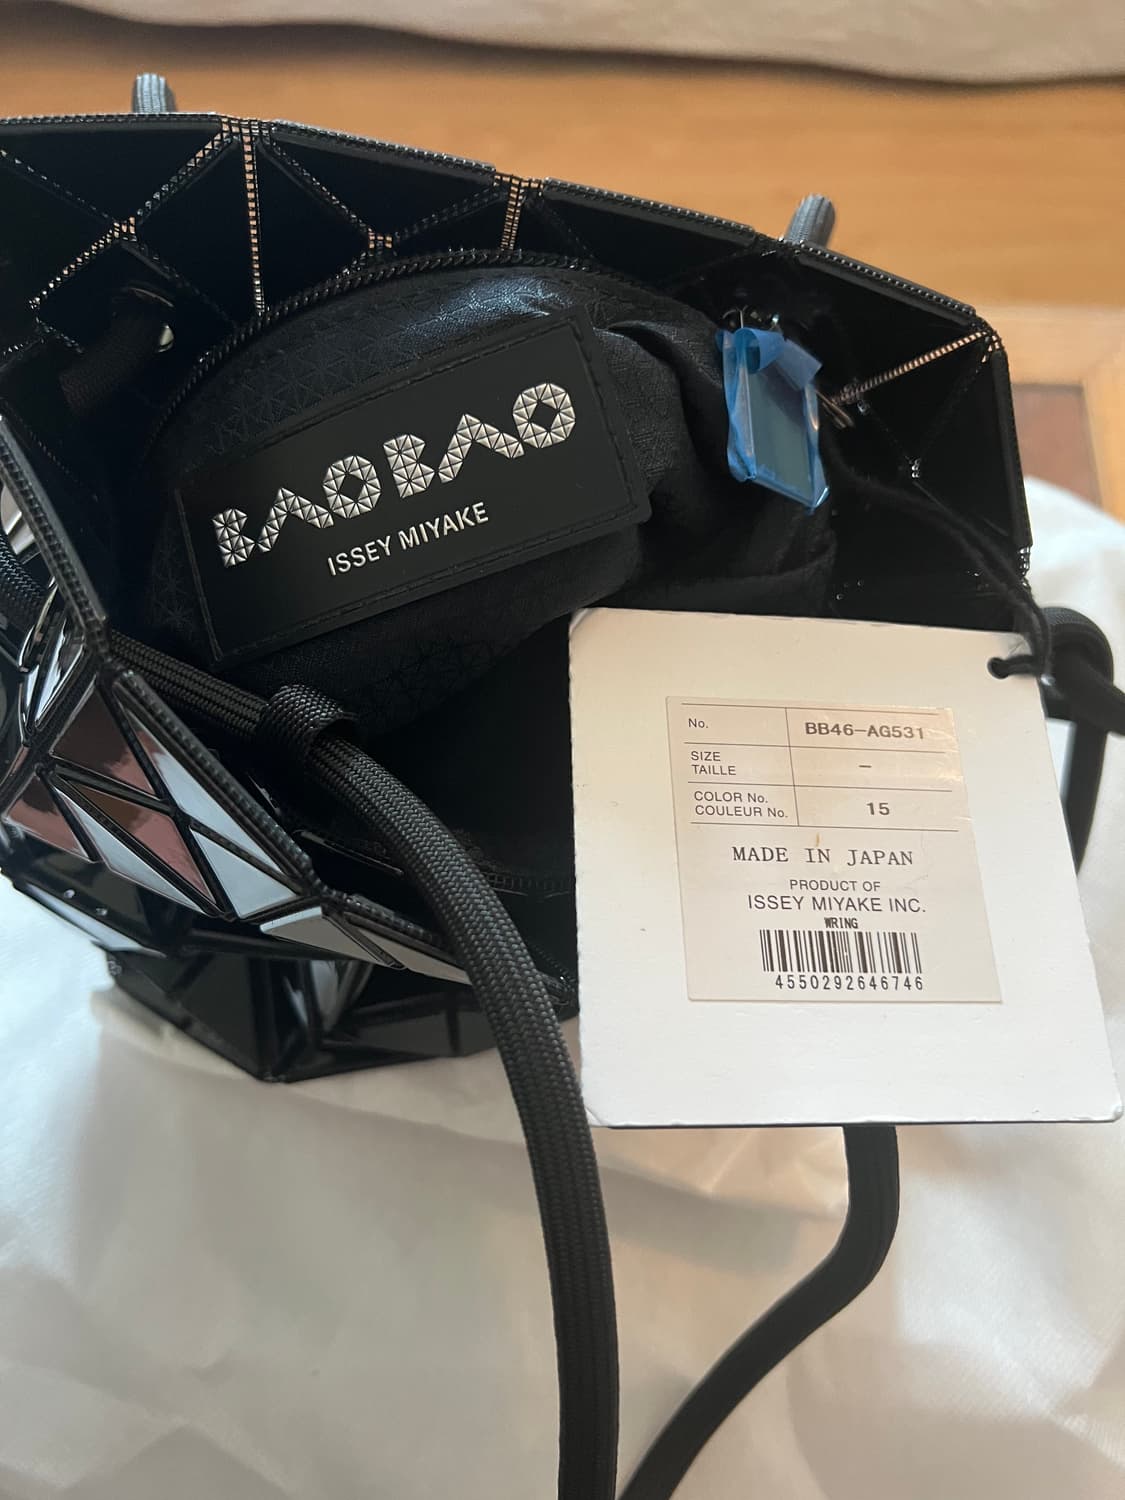 BAO BAO
ISSEY MIYAKE
No. BB46-AG531
SIZE
TAILLE –
COLOR No.
COULEUR No. 15
MADE IN JAPAN
PRODUCT OF
ISSEY MIYAKE INC.
WRING
4550292646746